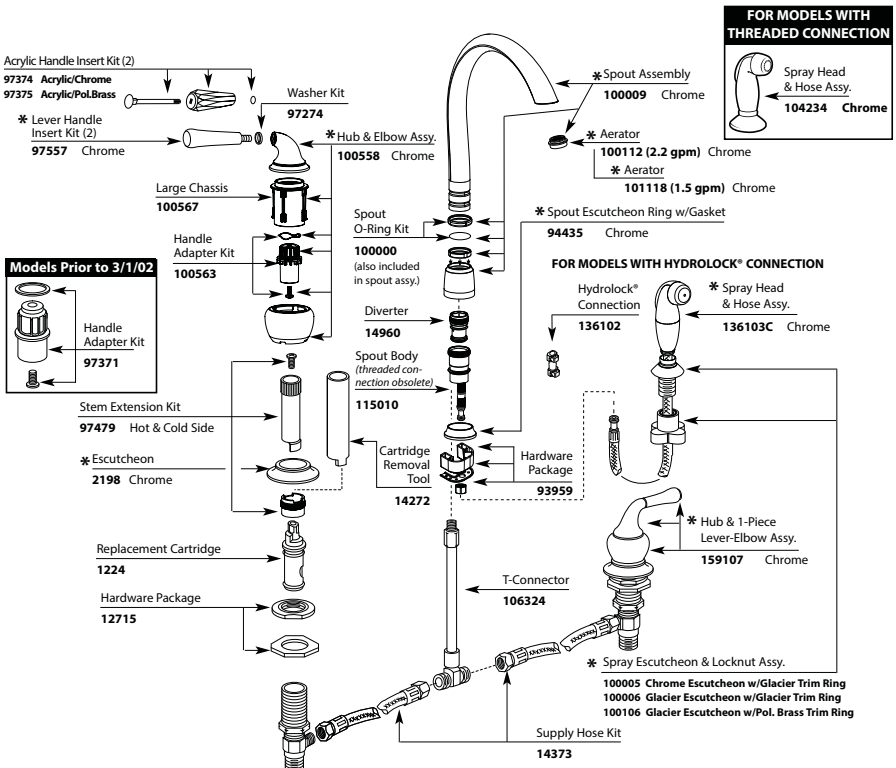 FOR MODELS WITH
THREADED CONNECTION
Spray Head
& Hose Assy.
104234 Chrome
Acrylic Handle Insert Kit (2)
97374 Acrylic/Chrome
97375 Acrylic/Pol.Brass
* Lever Handle
Insert Kit (2)
97557 Chrome
Washer Kit
97274
* Hub & Elbow Assy.
100558 Chrome
Large Chassis
100567
Handle
Adapter Kit
100563
Models Prior to 3/1/02
Handle
Adapter Kit
97371
Stem Extension Kit
97479 Hot & Cold Side
* Escutcheon
2198 Chrome
Replacement Cartridge
1224
Hardware Package
12715
* Spout Assembly
100009 Chrome
* Aerator
100112 (2.2 gpm) Chrome
* Aerator
101118 (1.5 gpm) Chrome
Spout
O-Ring Kit
100000
(also included
in spout assy.)
* Spout Escutcheon Ring w/Gasket
94435 Chrome
Diverter
14960
Spout Body
(threaded con-
nection obsolete)
115010
Cartridge
Removal
Tool
14272
Hardware
Package
93959
FOR MODELS WITH HYDROLOCK® CONNECTION
Hydrolock®
Connection
136102
* Spray Head
& Hose Assy.
136103C Chrome
* Hub & 1-Piece
Lever-Elbow Assy.
159107 Chrome
T-Connector
106324
* Spray Escutcheon & Locknut Assy.
100005 Chrome Escutcheon w/Glacier Trim Ring
100006 Glacier Escutcheon w/Glacier Trim Ring
100106 Glacier Escutcheon w/Pol. Brass Trim Ring
Supply Hose Kit
14373